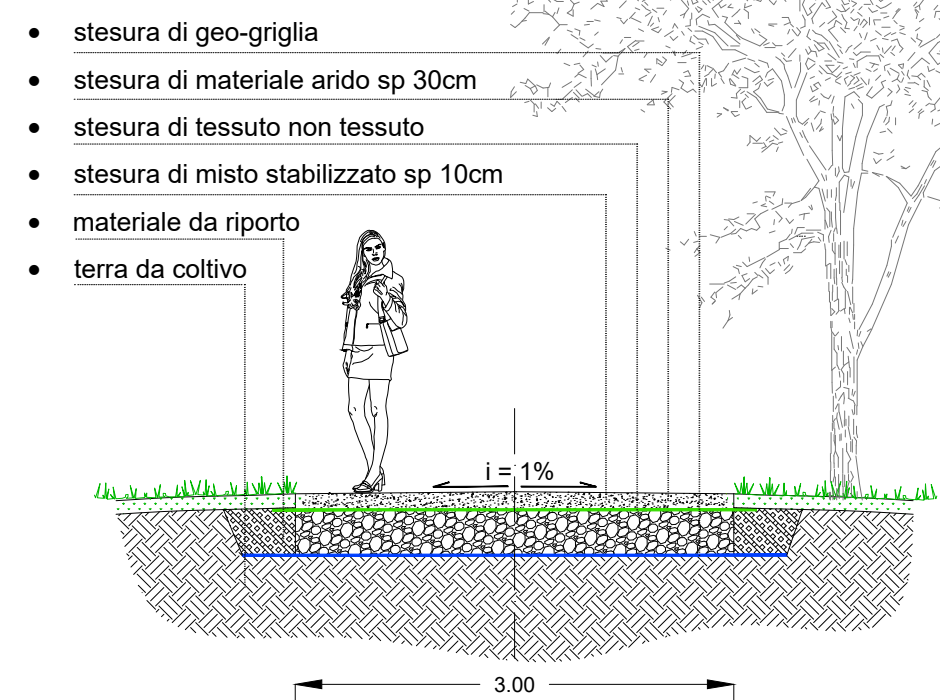 • stesura di geo-griglia
• stesura di materiale arido sp 30cm
• stesura di tessuto non tessuto
• stesura di misto stabilizzato sp 10cm
• materiale da riporto
• terra da coltivo
i = 1%
3.00